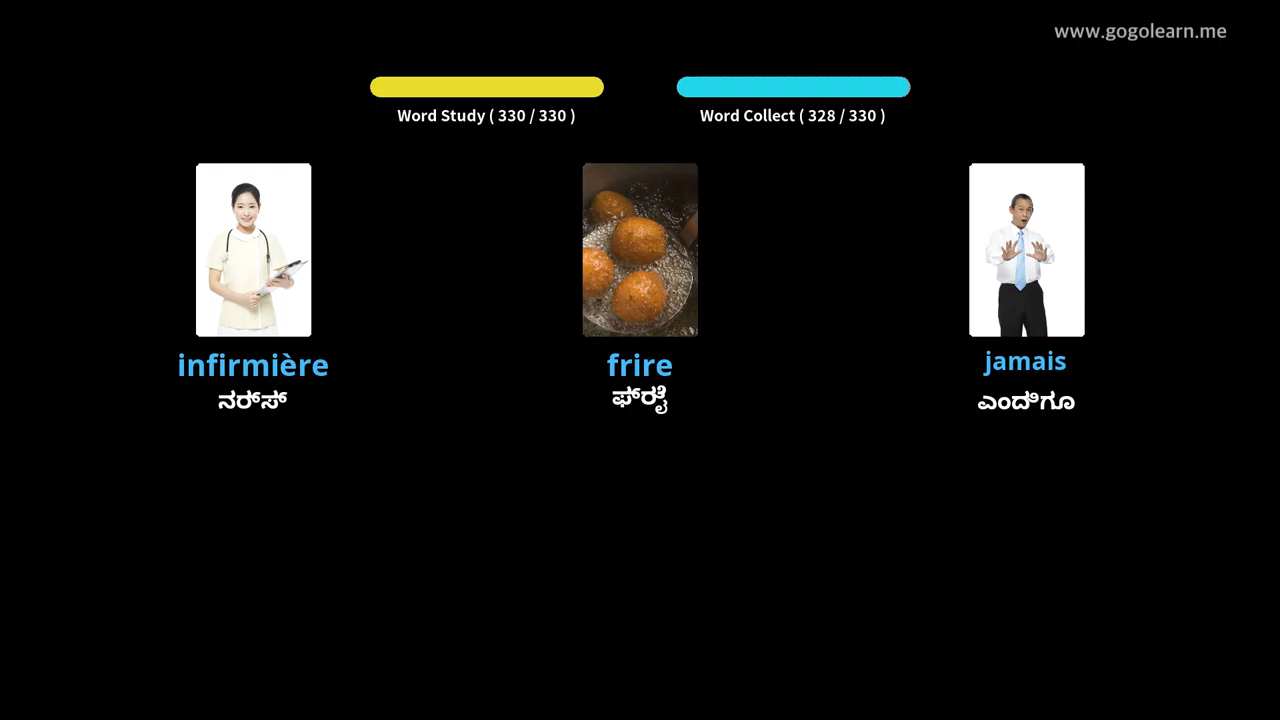 www.gogolearn.me
Word Study ( 330 / 330 )
Word Collect ( 328 / 330 )
infirmière
ನರ್ಸ್
frire
ಫ್ರೈ
jamais
ಎಂದಿಗೂ